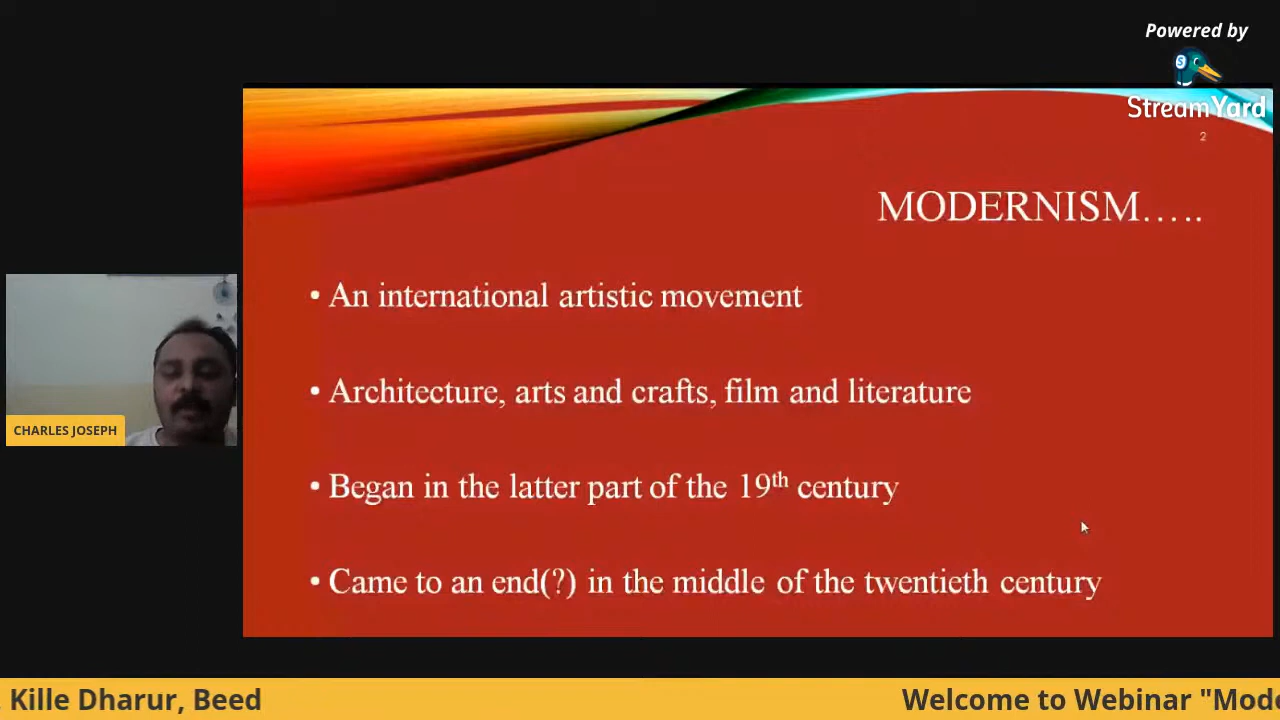 Powered by
StreamYard
2
MODERNISM.....
• An international artistic movement
• Architecture, arts and crafts, film and literature
• Began in the latter part of the 19th century
• Came to an end(?) in the middle of the twentieth century
CHARLES JOSEPH
Kille Dharur, Beed
Welcome to Webinar "Mod